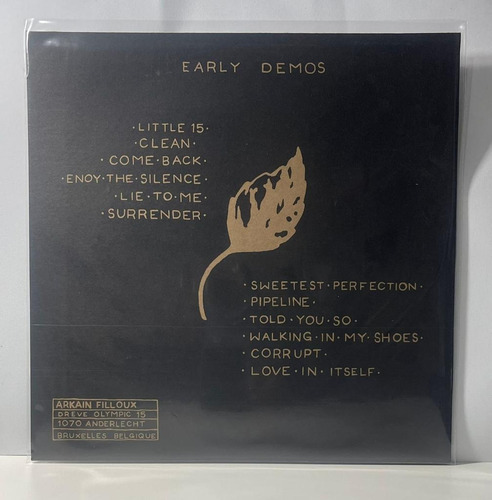 EARLY DEMOS
·LITTLE 15·
·CLEAN·
·COME·BACK·
·ENOY·THE·SILENCE·
·LIE·TO·ME·
·SURRENDER·
·SWEETEST·PERFECTION·
·PIPELINE·
·TOLD·YOU·SO·
·WALKING·IN·MY·SHOES·
·CORRUPT·
·LOVE·IN·ITSELF·
ARKAIN FILLOUX
DREVE OLYMPIC 15
1070 ANDERLECHT
BRUXELLES BELGIQUE